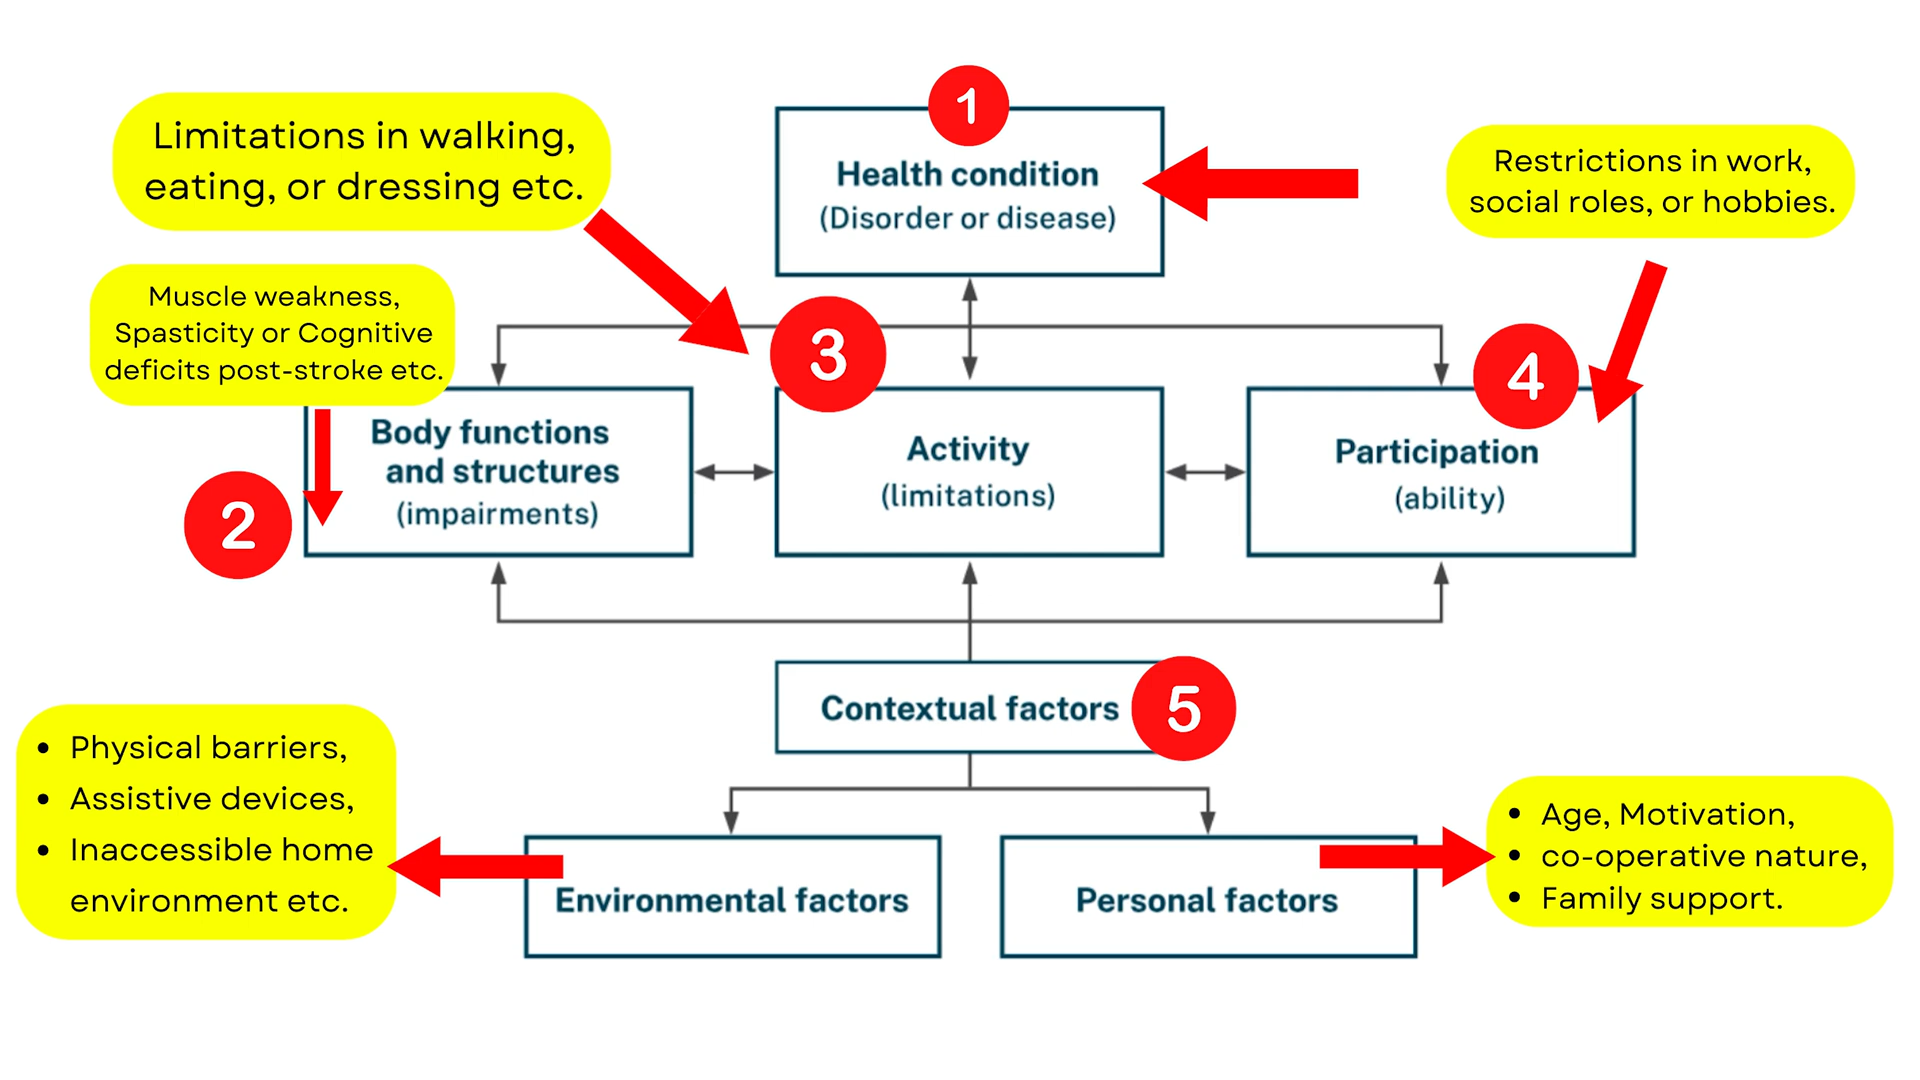 1
Health condition
(Disorder or disease)
Limitations in walking,
eating, or dressing etc.
Restrictions in work,
social roles, or hobbies.
Muscle weakness,
Spasticity or Cognitive
deficits post-stroke etc.
2
Body functions
and structures
(impairments)
3
Activity
(limitations)
4
Participation
(ability)
Contextual factors
5
• Physical barriers,
• Assistive devices,
• Inaccessible home
environment etc.
Environmental factors
Personal factors
• Age, Motivation,
• co-operative nature,
• Family support.